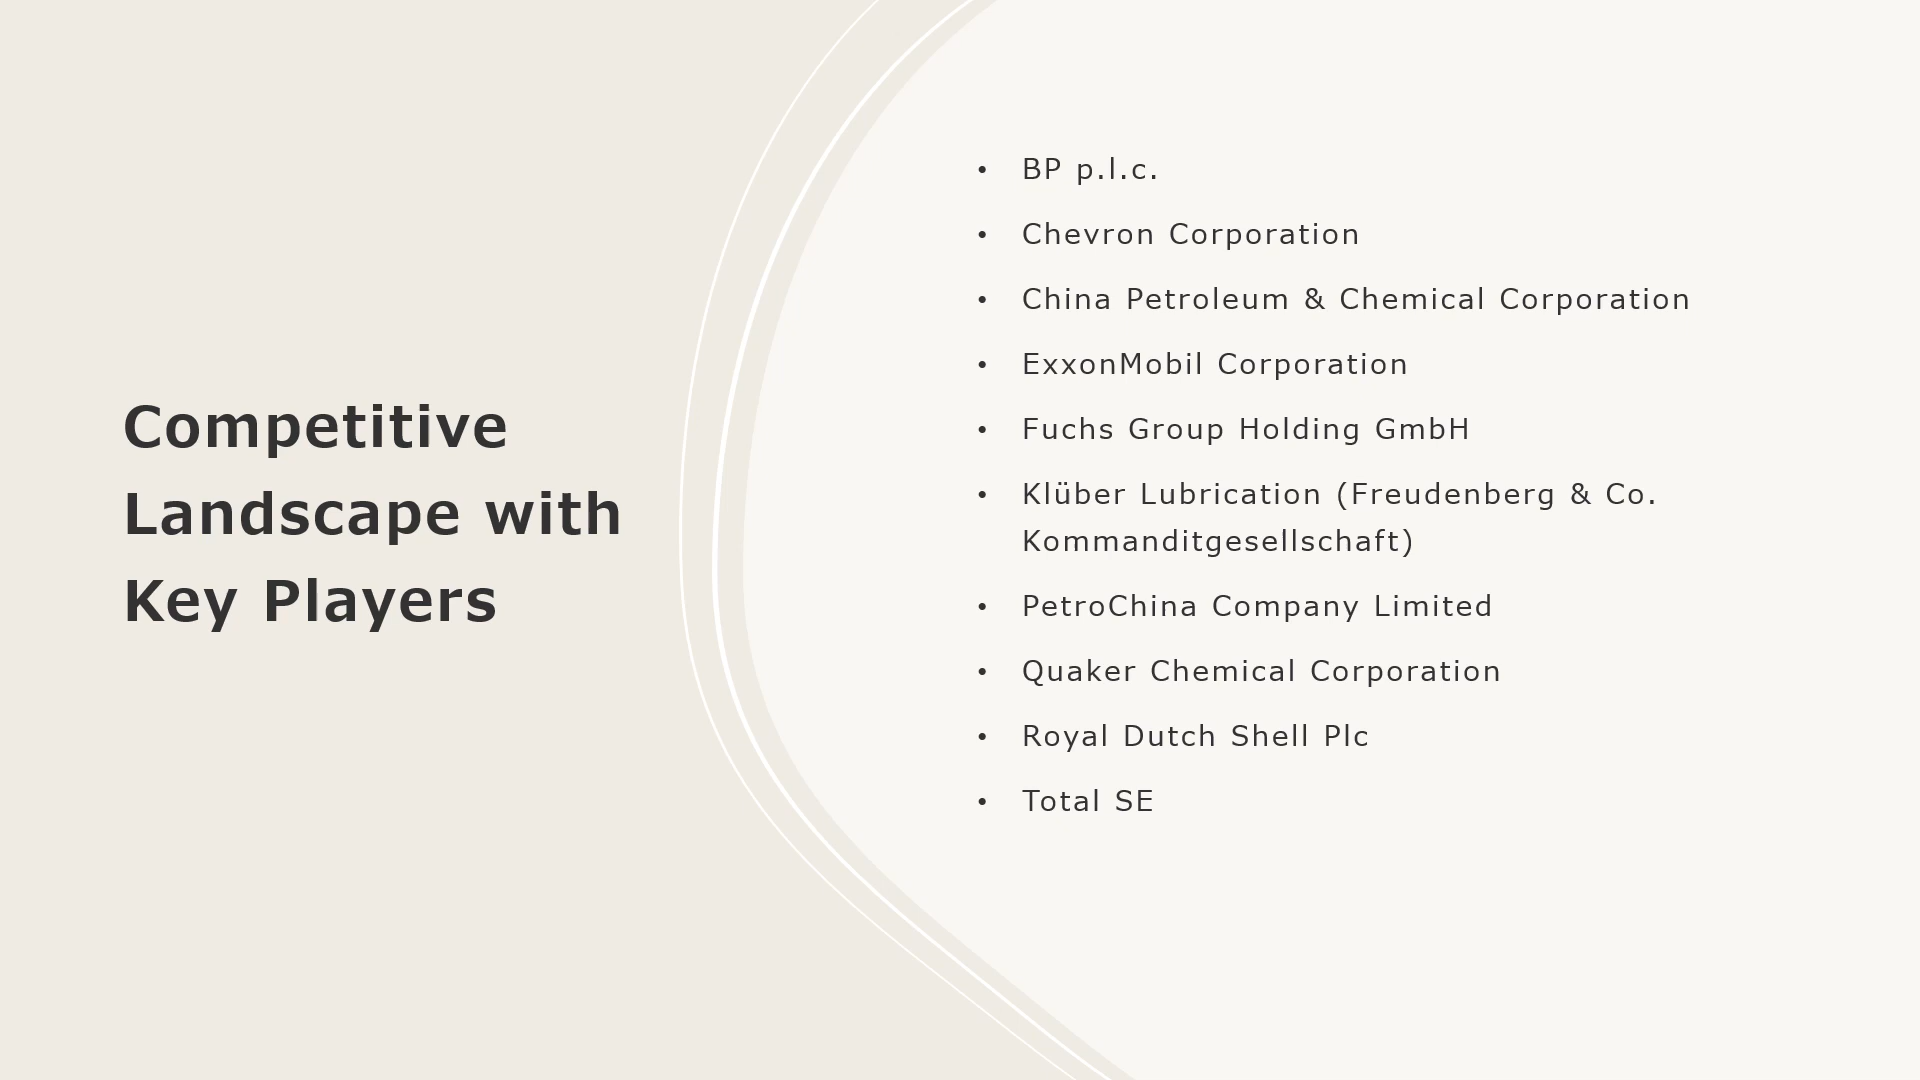 Competitive
Landscape with
Key Players
• BP p.l.c.
• Chevron Corporation
• China Petroleum & Chemical Corporation
• ExxonMobil Corporation
• Fuchs Group Holding GmbH
• Klüber Lubrication (Freudenberg & Co.
Kommanditgesellschaft)
• PetroChina Company Limited
• Quaker Chemical Corporation
• Royal Dutch Shell Plc
• Total SE